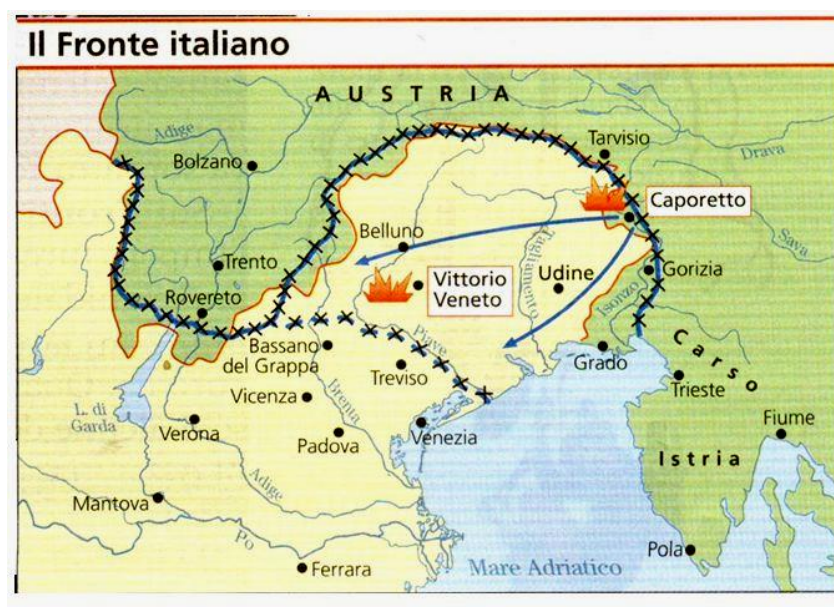 Il Fronte italiano
AUSTRIA
Adige
Bolzano
Tarvisio
Drava
Caporetto
Sava
Belluno
Tagliamento
Trento
Gorizia
Vittorio
Veneto
Udine
Isonzo
Rovereto
Piave
Carso
Bassano
del Grappa
Grado
Treviso
Trieste
L. di
Garda
Vicenza
Brenta
Fiume
Verona
Padova
Venezia
Istria
Adige
Mantova
Po
Pola
Ferrara
Mare Adriatico